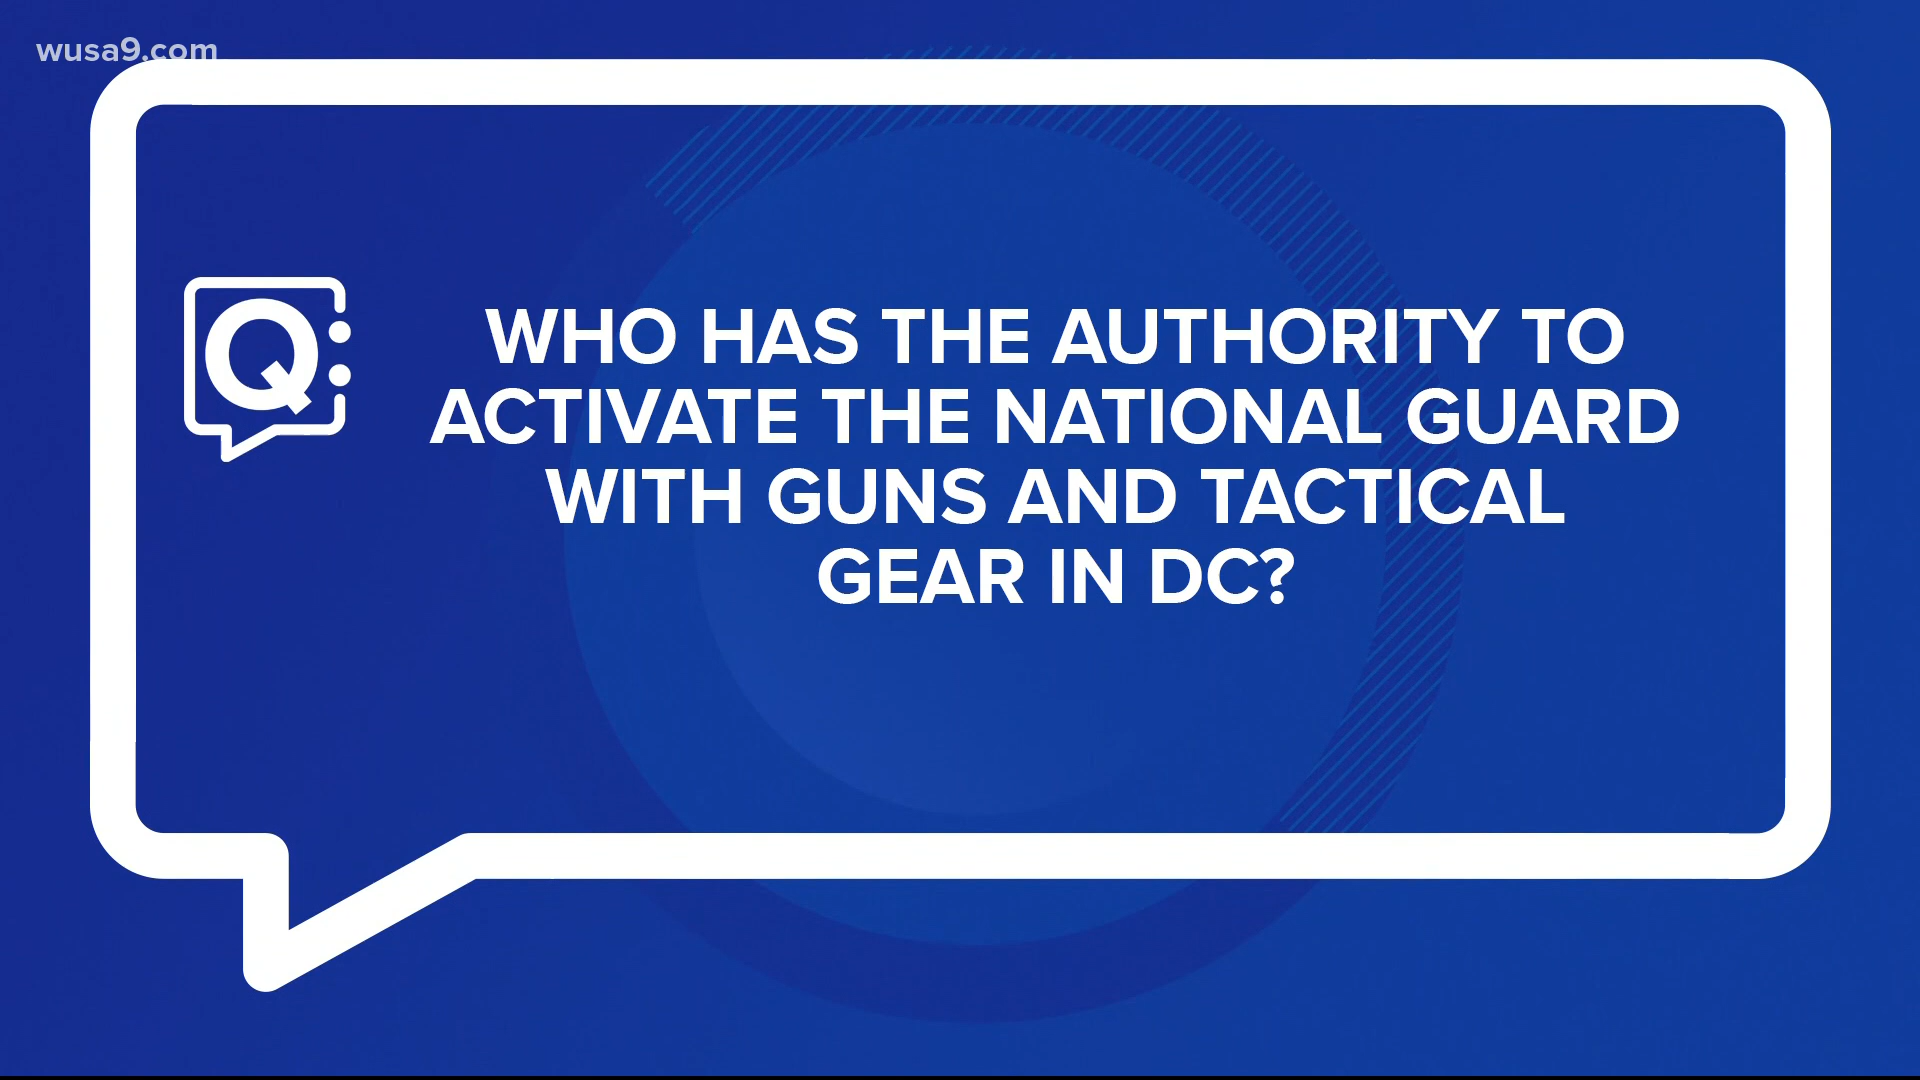 wusa9.com
Q
WHO HAS THE AUTHORITY TO
ACTIVATE THE NATIONAL GUARD
WITH GUNS AND TACTICAL
GEAR IN DC?